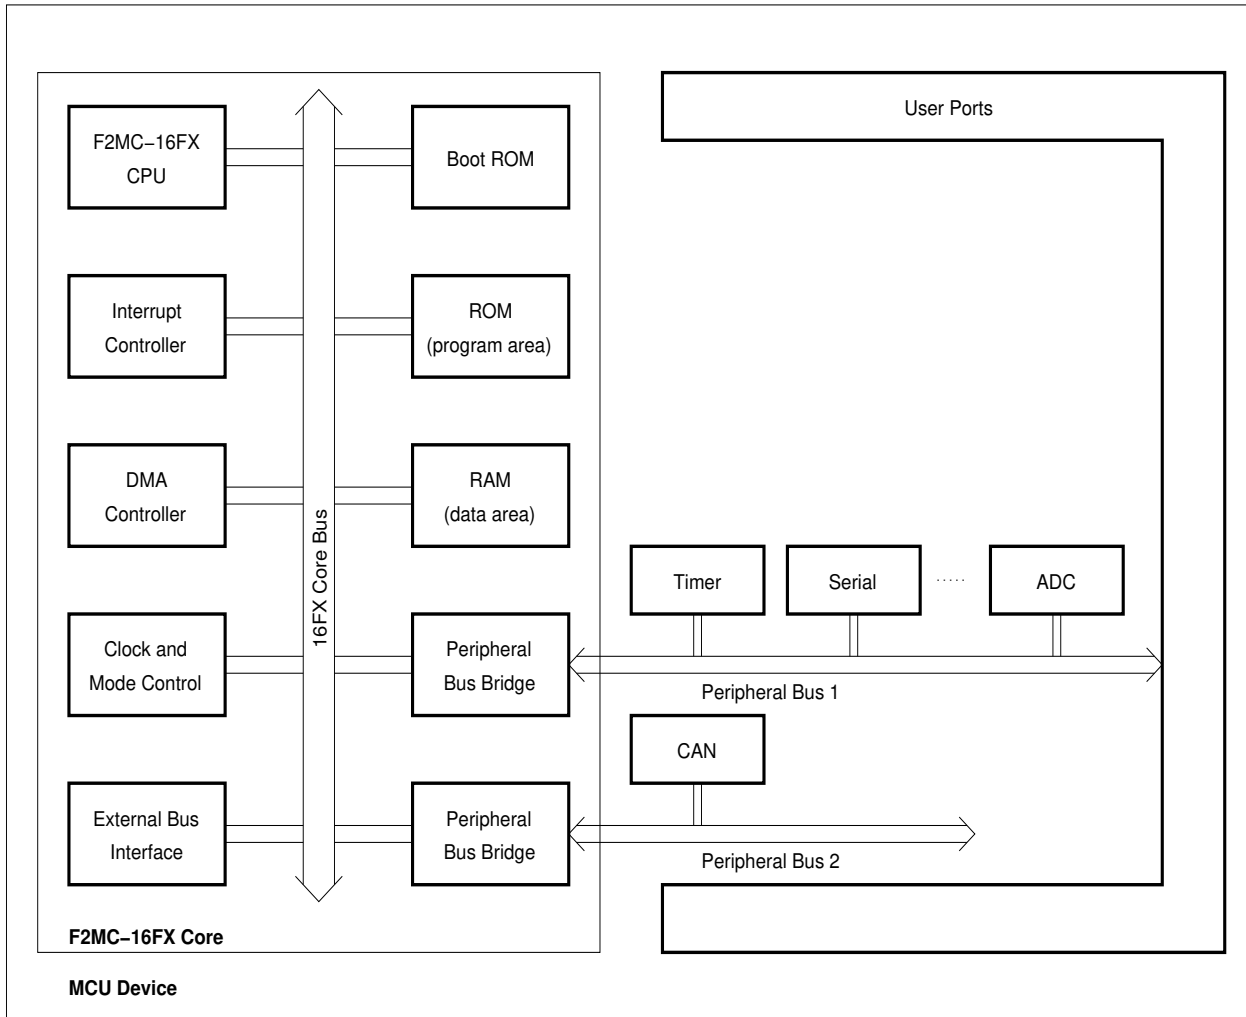 User Ports
F2MC−16FX
CPU
Boot ROM
Interrupt
Controller
ROM
(program area)
DMA
Controller
RAM
(data area)
16FX Core Bus
Timer
Serial
.....
ADC
Clock and
Mode Control
Peripheral
Bus Bridge
Peripheral Bus 1
CAN
External Bus
Interface
Peripheral
Bus Bridge
Peripheral Bus 2
F2MC−16FX Core
MCU Device